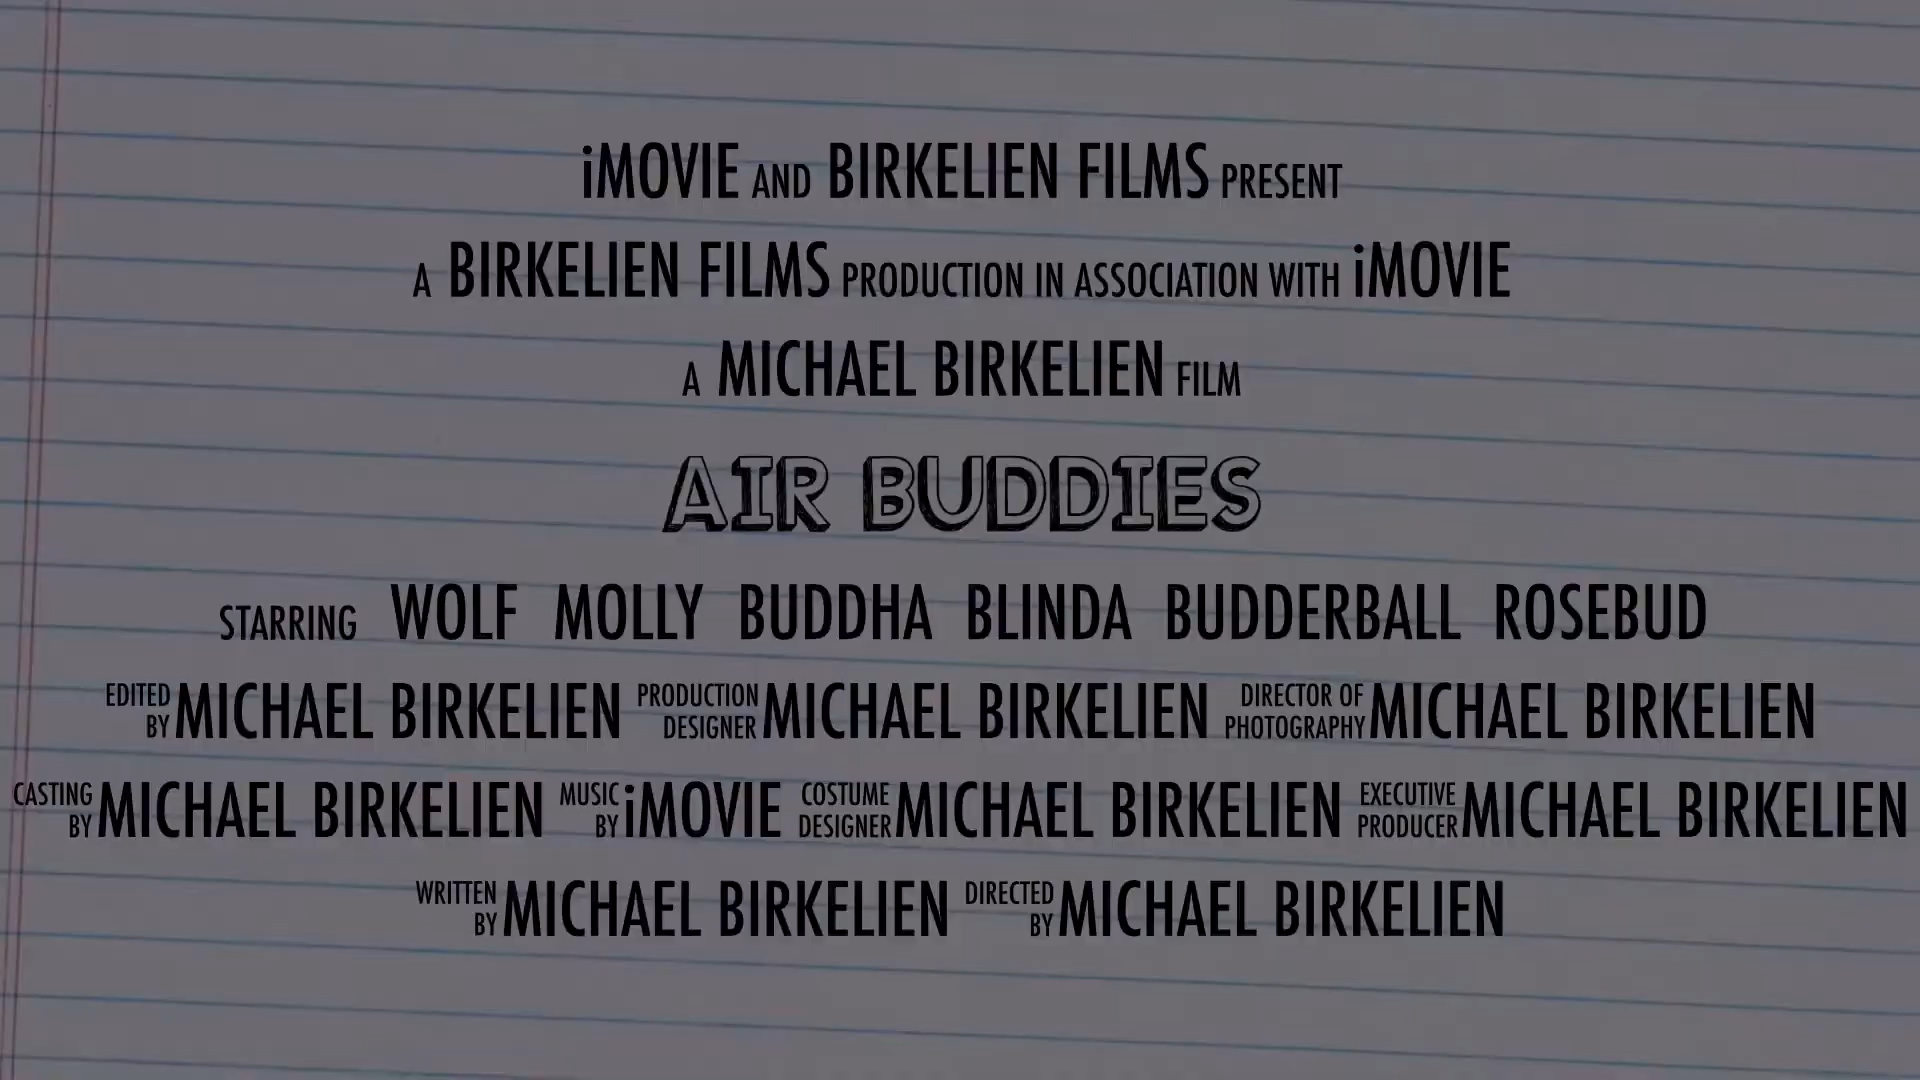 iMOVIE AND BIRKELIEN FILMS PRESENT
A BIRKELIEN FILMS PRODUCTION IN ASSOCIATION WITH iMOVIE
A MICHAEL BIRKELIEN FILM
AIR BUDDIES
STARRING WOLF MOLLY BUDDHA BLINDA BUDDERBALL ROSEBUD
EDITED BY MICHAEL BIRKELIEN PRODUCTION DESIGNER MICHAEL BIRKELIEN DIRECTOR OF PHOTOGRAPHY MICHAEL BIRKELIEN
CASTING BY MICHAEL BIRKELIEN MUSIC BY iMOVIE COSTUME DESIGNER MICHAEL BIRKELIEN EXECUTIVE PRODUCER MICHAEL BIRKELIEN
WRITTEN BY MICHAEL BIRKELIEN DIRECTED BY MICHAEL BIRKELIEN